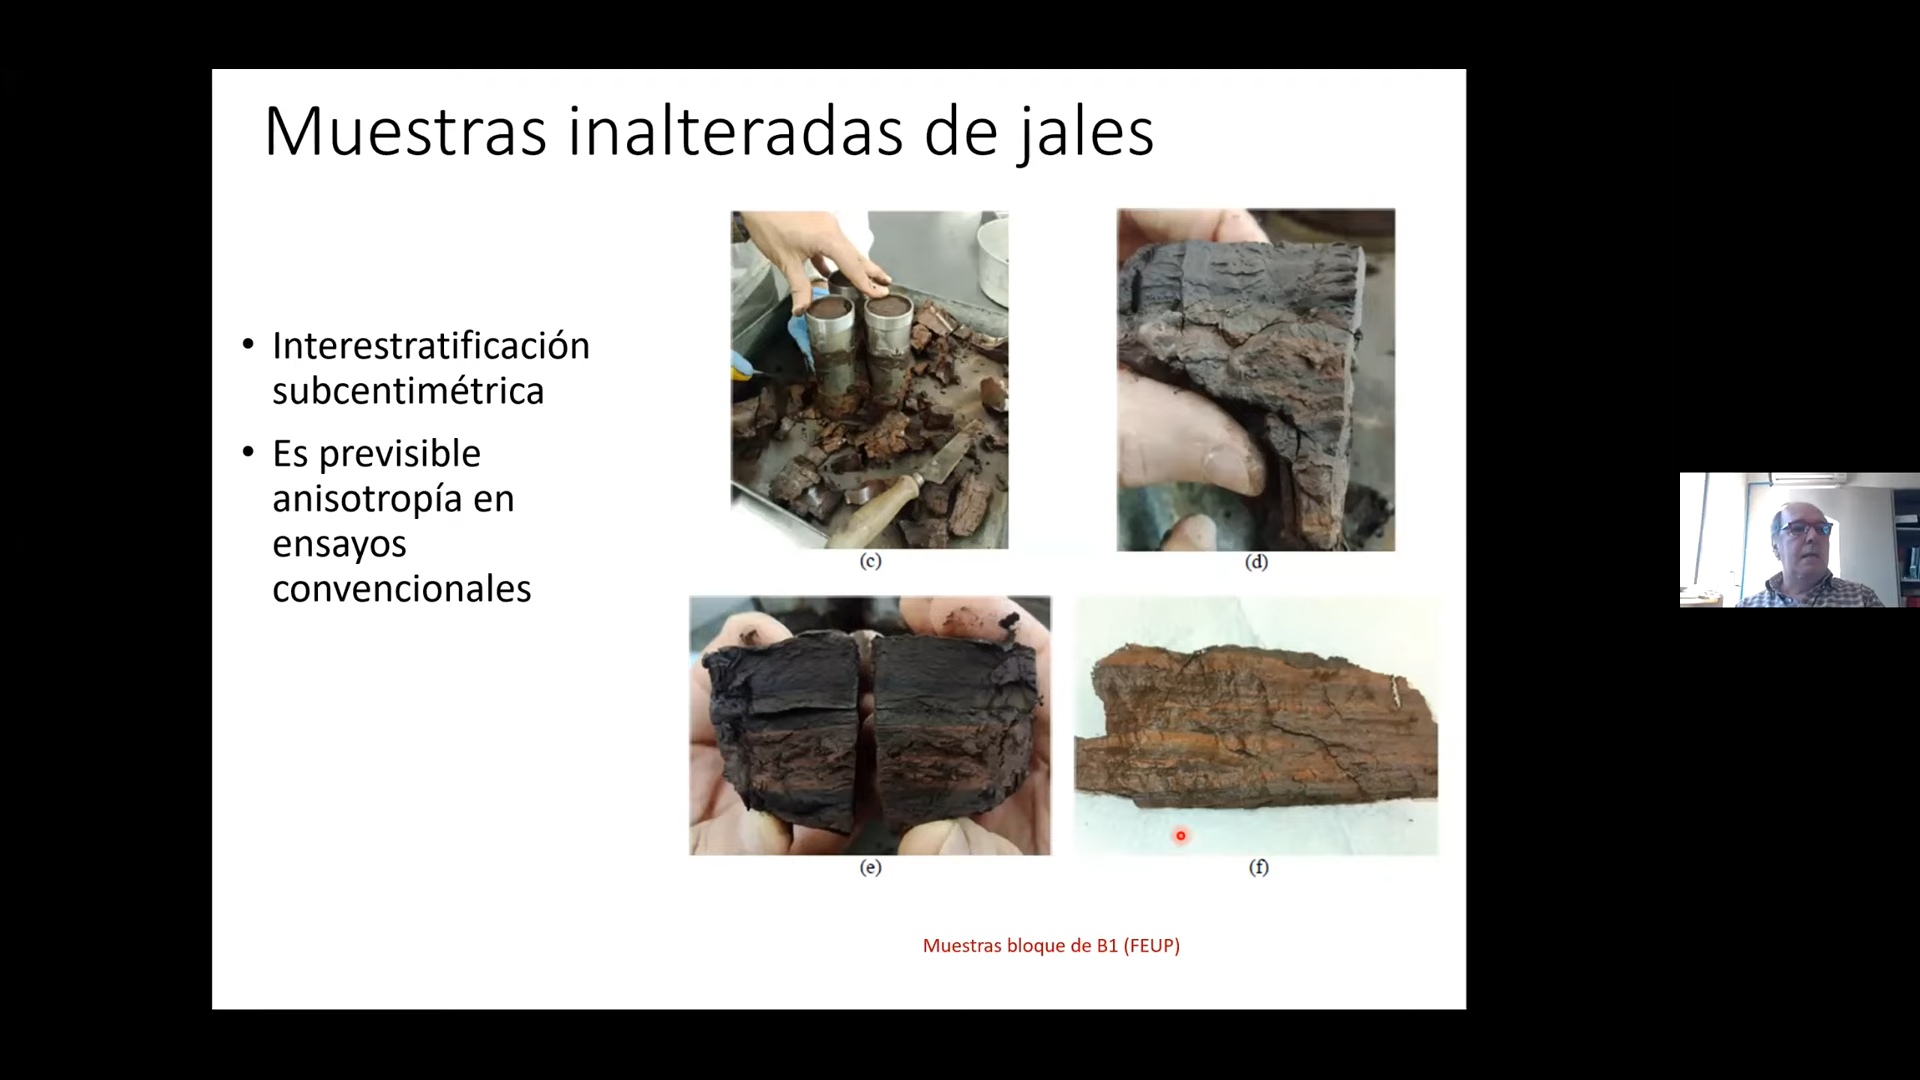 Muestras inalteradas de jales
• Interestratificación
subcentimétrica
• Es previsible
anisotropía en
ensayos
convencionales
(c)
(d)
(e)
(f)
Muestras bloque de B1 (FEUP)